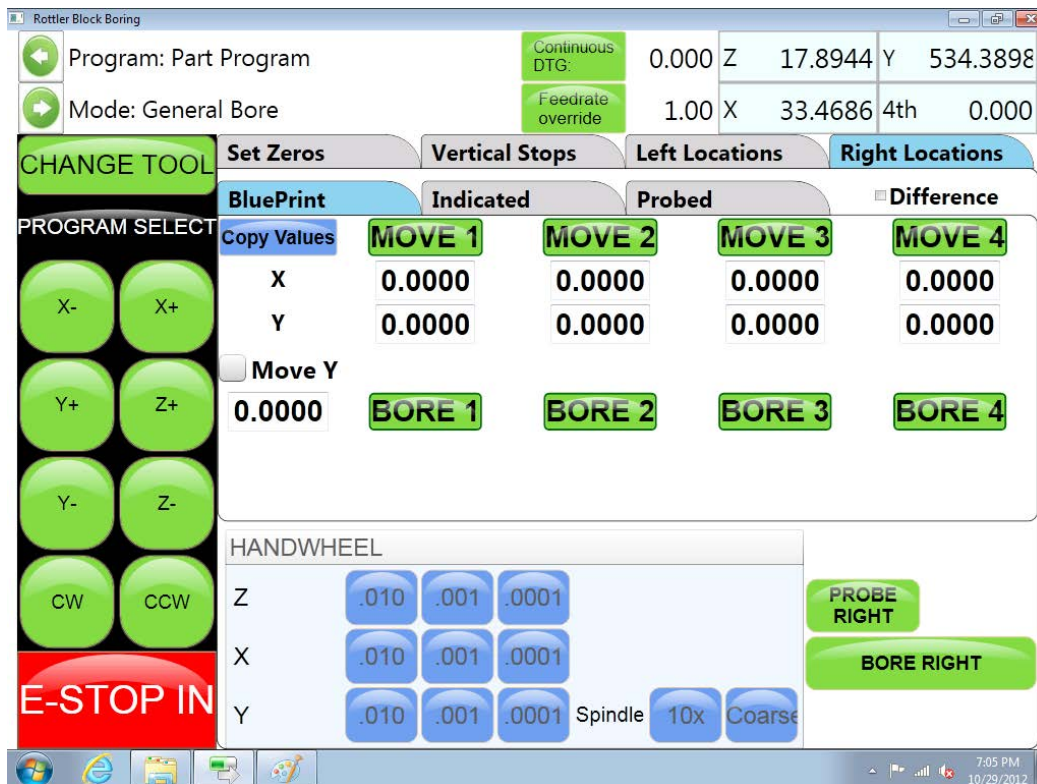 Rottler Block Boring
Program: Part Program
Continuous DTG: 0.000 Z 17.8944 Y 534.3898
Mode: General Bore
Feedrate override 1.00 X 33.4686 4th 0.000
CHANGE TOOL
PROGRAM SELECT
X- X+
Y+ Z+
Y- Z-
CW CCW
E-STOP IN
Set Zeros Vertical Stops Left Locations Right Locations
BluePrint Indicated Probed Difference
Copy Values MOVE 1 MOVE 2 MOVE 3 MOVE 4
X 0.0000 0.0000 0.0000 0.0000
Y 0.0000 0.0000 0.0000 0.0000
Move Y
0.0000 BORE 1 BORE 2 BORE 3 BORE 4
HANDWHEEL
Z .010 .001 .0001
X .010 .001 .0001
Y .010 .001 .0001 Spindle 10x Coarse
PROBE RIGHT
BORE RIGHT
7:05 PM
10/29/2012